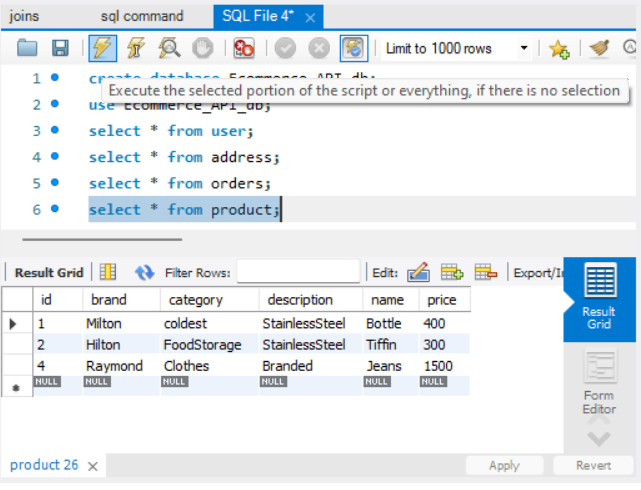 joins sql command SQL File 4* ×
Limit to 1000 rows
1 create database Ecommerce_API_db;
Execute the selected portion of the script or everything, if there is no selection
2 use Ecommerce_API_db;
3 select * from user;
4 select * from address;
5 select * from orders;
6 select * from product;
Result Grid Filter Rows: Edit: Export/I
id brand category description name price
1 Milton coldest StainlessSteel Bottle 400
2 Hilton FoodStorage StainlessSteel Tiffin 300
4 Raymond Clothes Branded Jeans 1500
NULL NULL NULL NULL NULL NULL
Result
Grid
Form
Editor
product 26 × Apply Revert